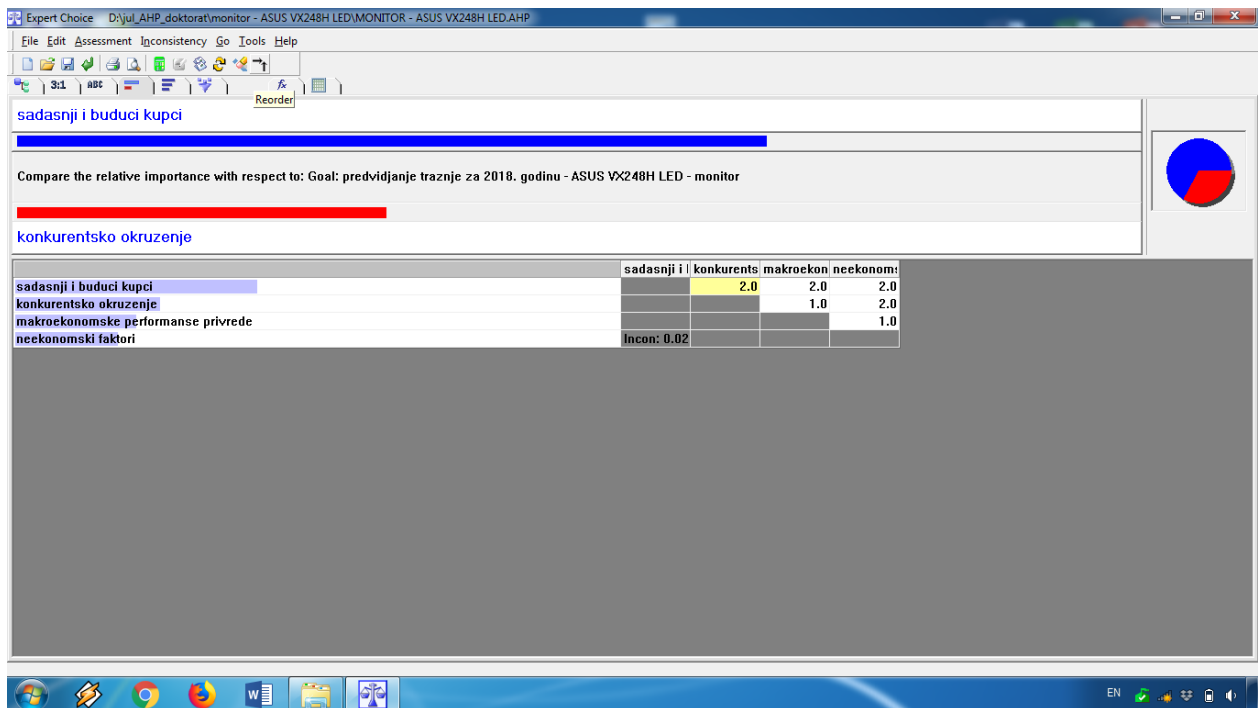 Expert Choice D:\jul_AHP_doktorat\monitor - ASUS VX248H LED\MONITOR - ASUS VX248H LED.AHP
File Edit Assessment Inconsistency Go Tools Help
3:1 ABC fx
Reorder
sadasnji i buduci kupci
Compare the relative importance with respect to: Goal: predvidjanje traznje za 2018. godinu - ASUS VX248H LED - monitor
konkurentsko okruzenje
sadasnji i konkurents makroekon neekonom
sadasnji i buduci kupci 2.0 2.0 2.0
konkurentsko okruzenje 1.0 2.0
makroekonomske performanse privrede 1.0
neekonomski faktori Incon: 0.02
EN